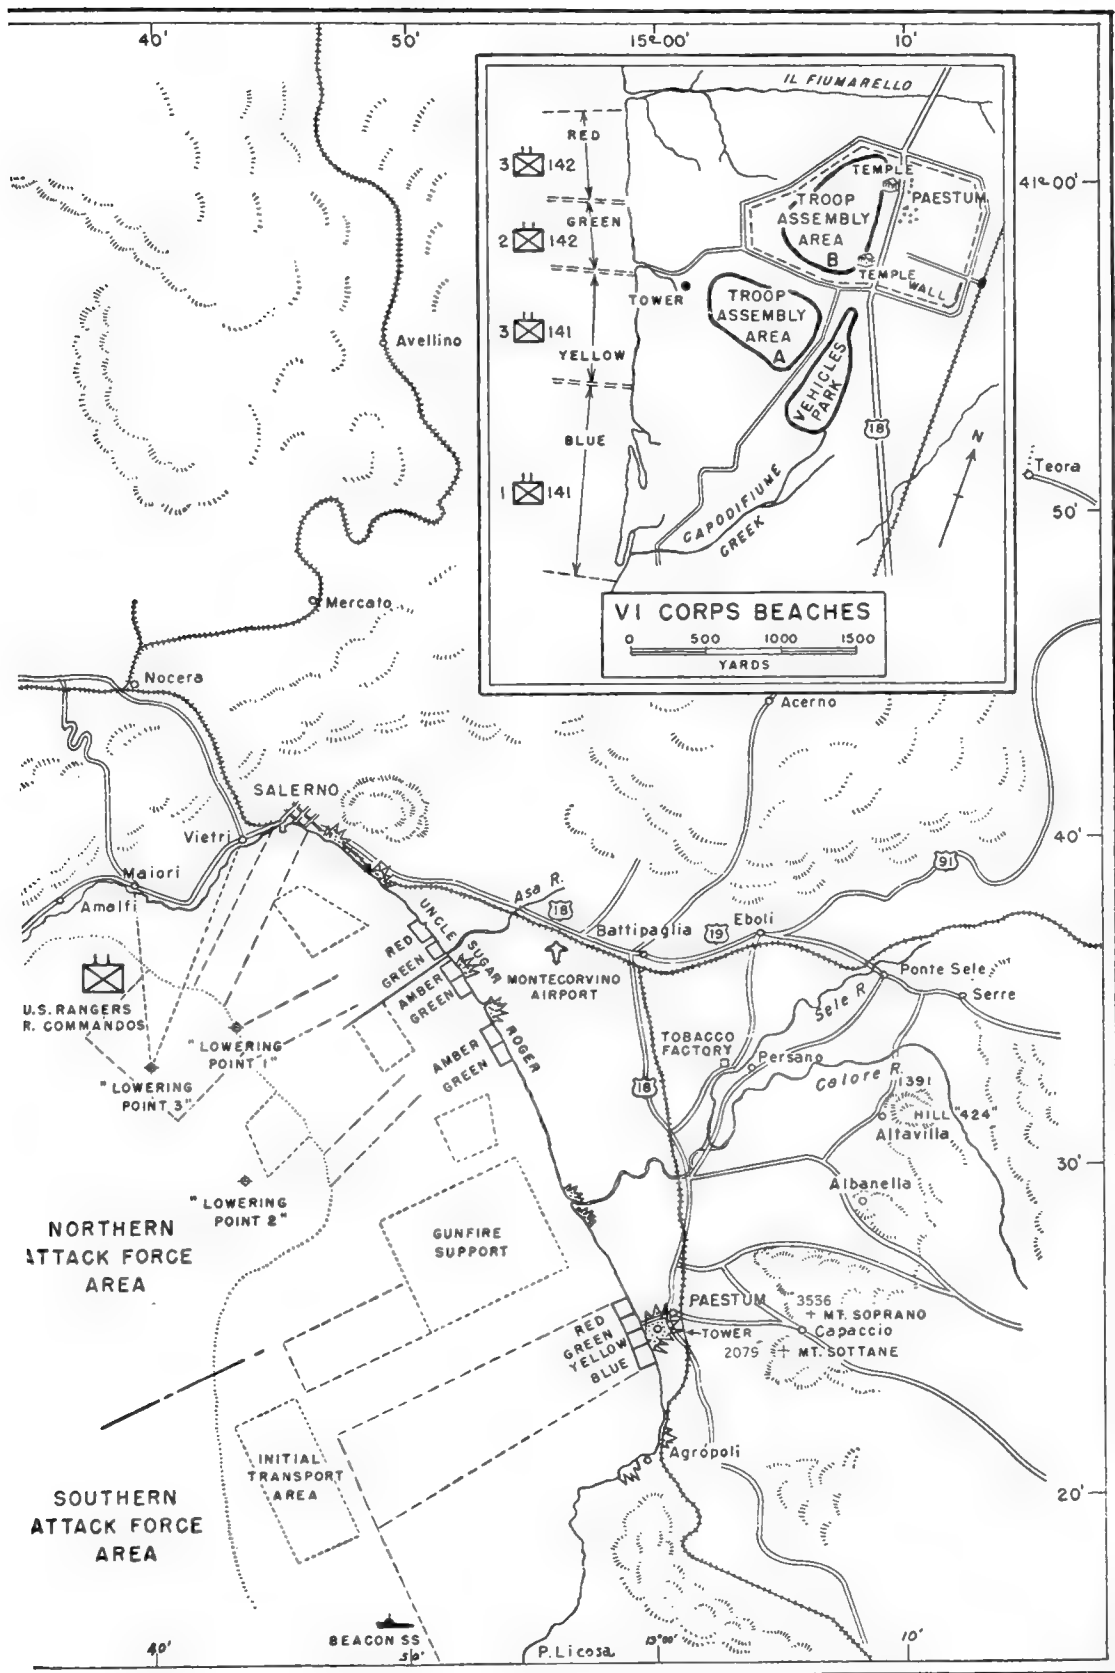 40'
50'
15°00'
10'
IL FIUMARELLO
RED
3 142
GREEN
2 142
TOWER
3 141
YELLOW
BLUE
1 141
TEMPLE
PAESTUM
TROOP
ASSEMBLY
AREA
B
TEMPLE
WALL
TROOP
ASSEMBLY
AREA
A
VEHICLES
PARK
18
N
CAPODIFIUME
CREEK
VI CORPS BEACHES
0 500 1000 1500
YARDS
41°00'
Avellino
Teora
50'
Mercato
Nocera
Acerno
SALERNO
Vietri
40'
Maiori
Amalfi
91
Asa R.
18
UNCLE
SUGAR
RED
GREEN
Battipaglia
19
Eboli
AMBER
GREEN
MONTECORVINO
AIRPORT
Ponte Sele
Serre
Sele R
U.S. RANGERS
R. COMMANDOS
"LOWERING
POINT 1"
"LOWERING
POINT 3"
ROGER
AMBER
GREEN
TOBACCO
FACTORY
Persano
18
Calore R.
1391
HILL "424"
Altavilla
30'
Albanella
"LOWERING
POINT 2"
NORTHERN
ATTACK FORCE
AREA
GUNFIRE
SUPPORT
RED
GREEN
YELLOW
BLUE
PAESTUM
TOWER
3556
MT. SOPRANO
Capaccio
2079
MT. SOTTANE
Agrópoli
INITIAL
TRANSPORT
AREA
20'
SOUTHERN
ATTACK FORCE
AREA
BEACON SS
P. Licosa
40'
50'
15°00'
10'